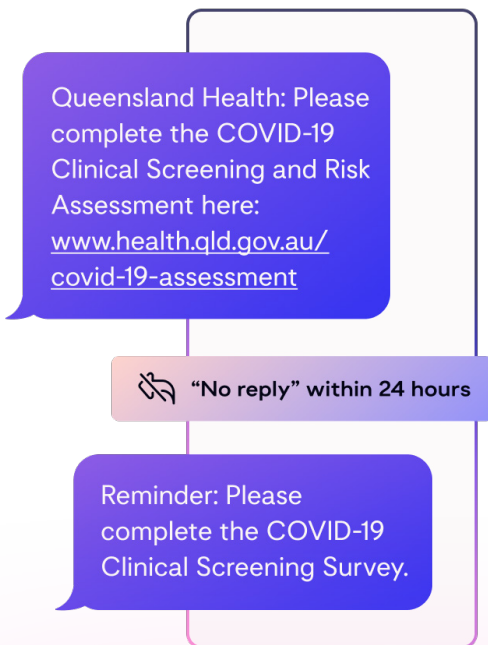 Queensland Health: Please
complete the COVID-19
Clinical Screening and Risk
Assessment here:
www.health.qld.gov.au/
covid-19-assessment
“No reply” within 24 hours
Reminder: Please
complete the COVID-19
Clinical Screening Survey.